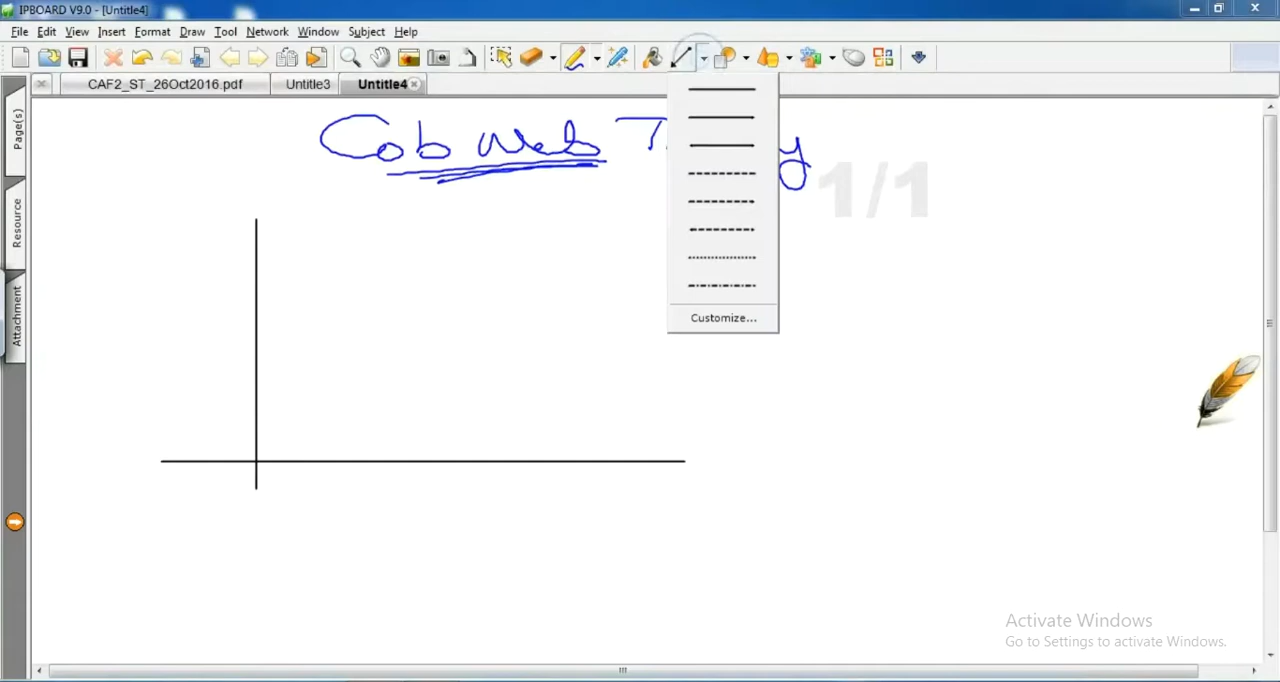 IPBOARD V9.0 - [Untitle4]
File Edit View Insert Format Draw Tool Network Window Subject Help
CAF2_ST_26Oct2016.pdf Untitle3 Untitle4
Page(s)
Resource
Attachment
Cob Web T y
1/1
Customize...
Activate Windows
Go to Settings to activate Windows.